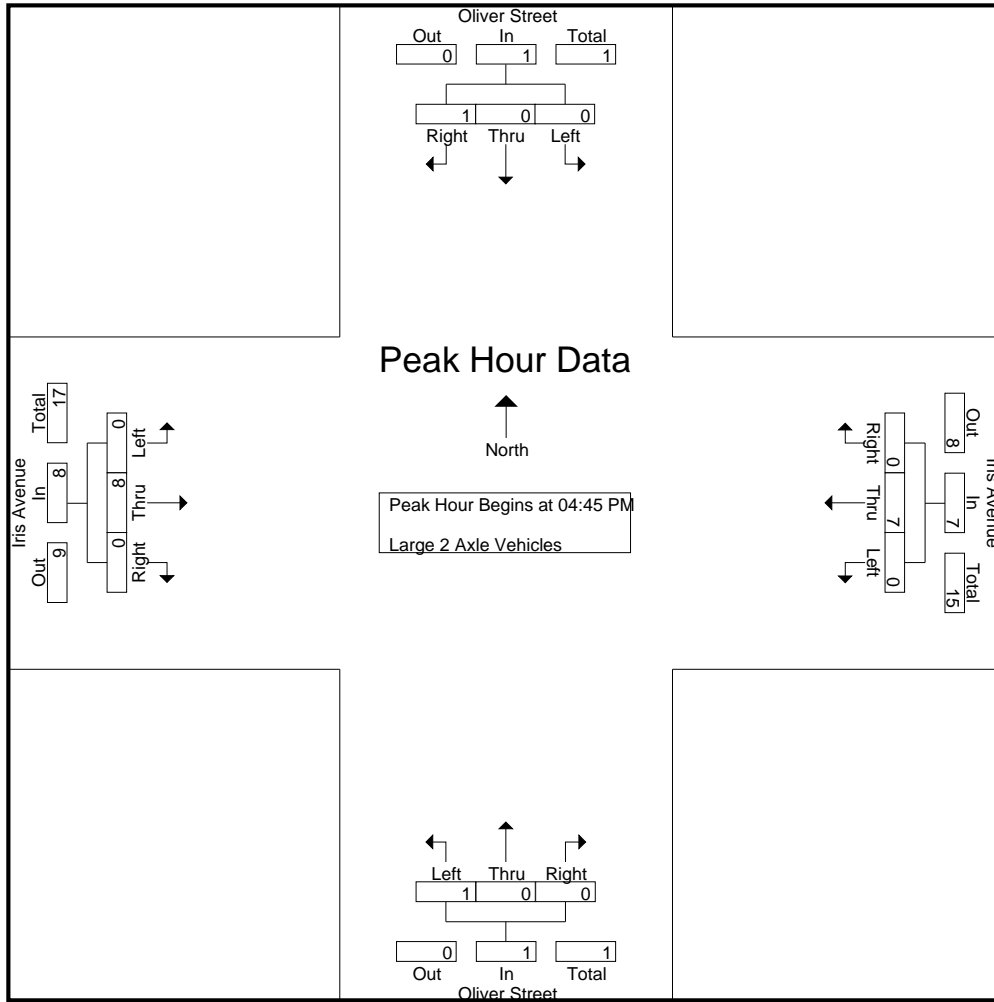 Oliver Street
Out In Total
0 1 1
1 0 0
Right Thru Left
Peak Hour Data
North
Peak Hour Begins at 04:45 PM
Large 2 Axle Vehicles
Iris Avenue
Total In Out
17 8 9
0 8 0
Left Thru Right
Right Thru Left
0 7 0
8 7 15
Out In Total
Iris Avenue
Left Thru Right
1 0 0
0 1 1
Out In Total
Oliver Street